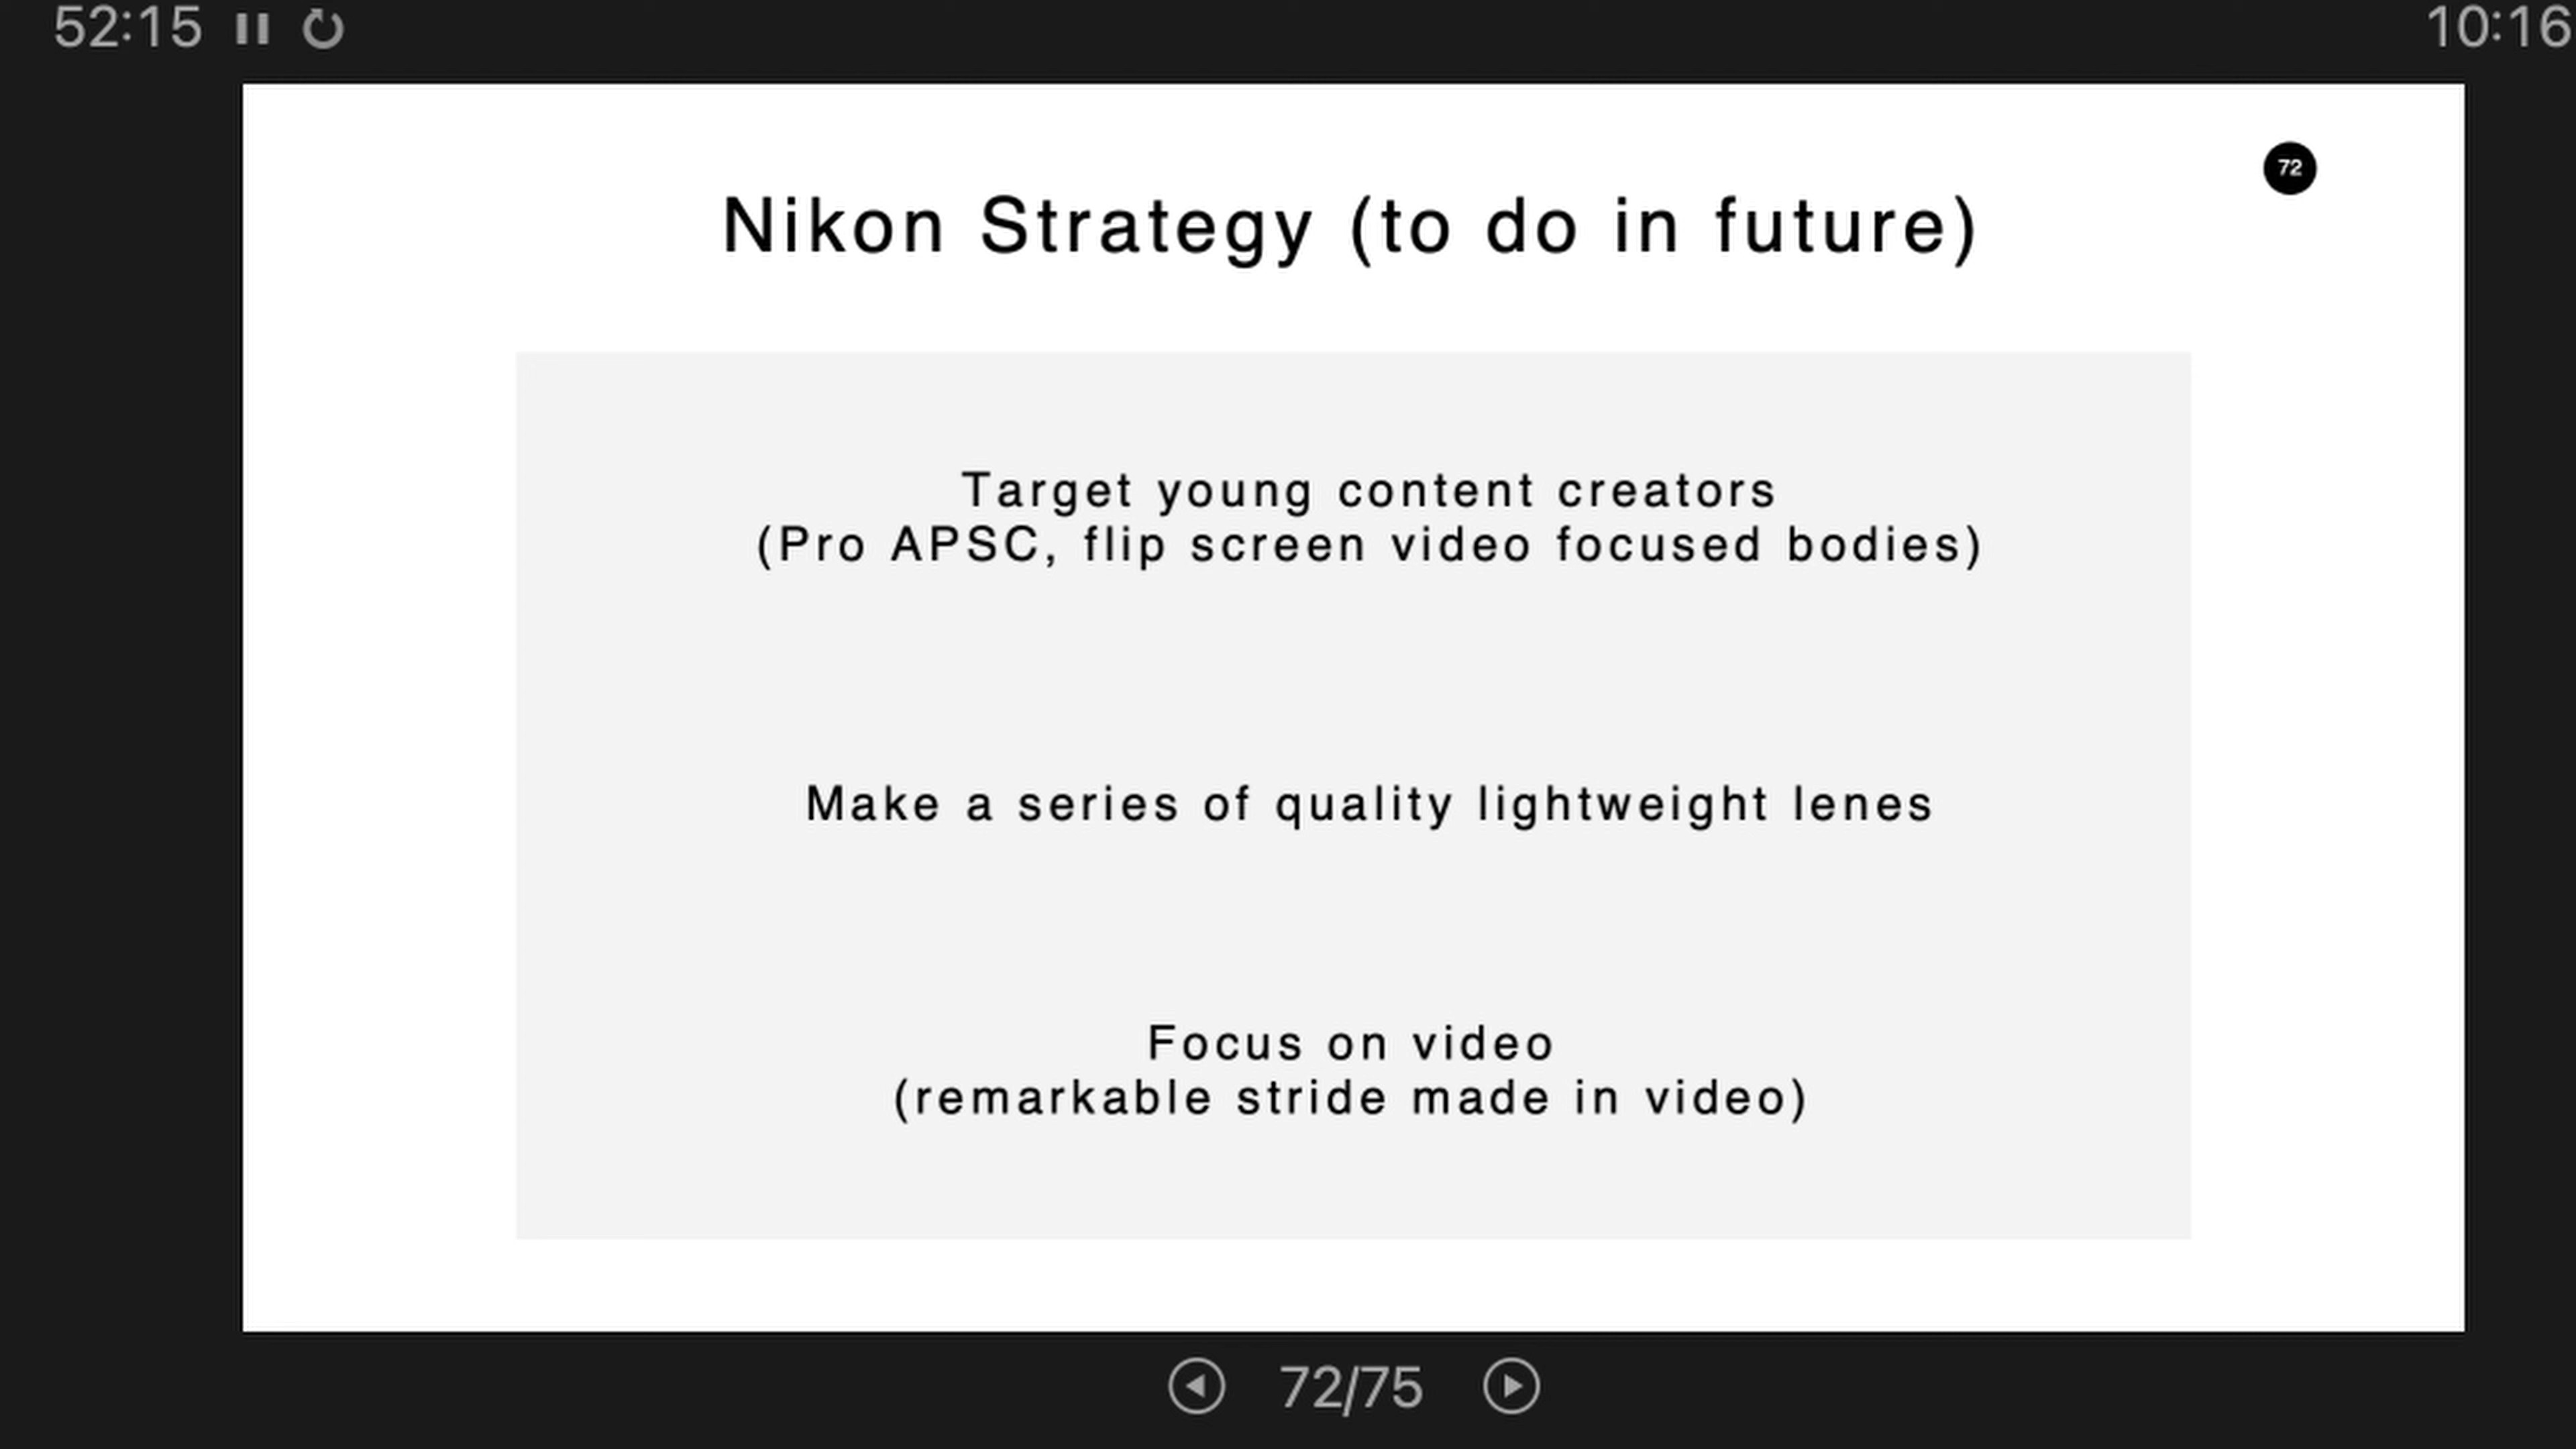 52:15
10:16
72
Nikon Strategy (to do in future)
Target young content creators
(Pro APSC, flip screen video focused bodies)
Make a series of quality lightweight lenes
Focus on video
(remarkable stride made in video)
72/75